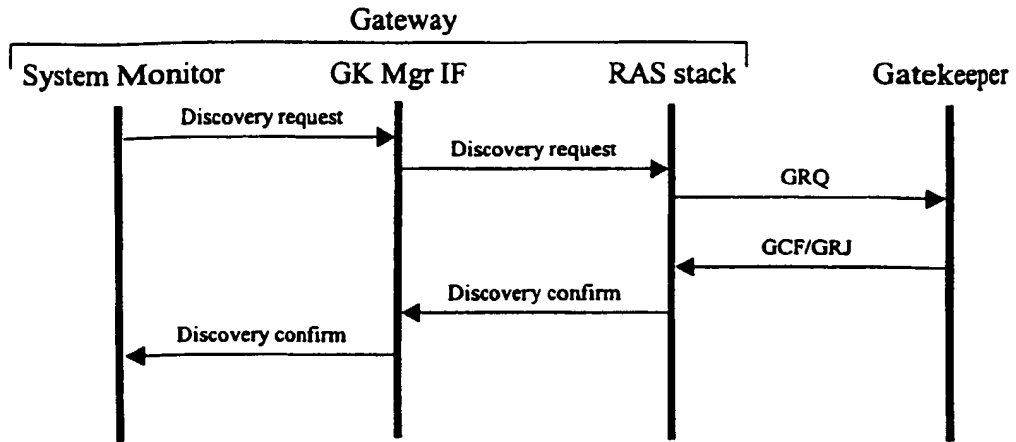 Gateway
System Monitor
GK Mgr IF
RAS stack
Gatekeeper
Discovery request
Discovery request
GRQ
GCF/GRJ
Discovery confirm
Discovery confirm